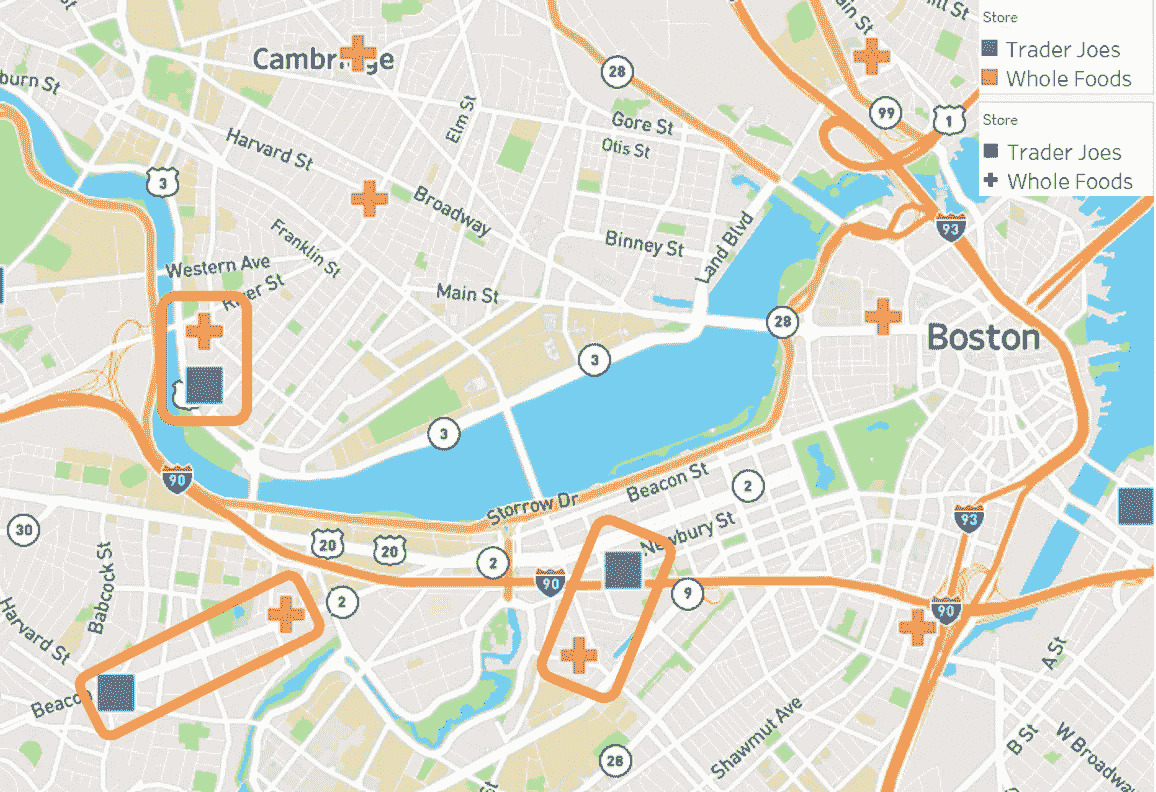 Store
Trader Joes
Whole Foods
Store
Trader Joes
Whole Foods
Cambr
28
99
1
burn St
Gore St
Otis St
Elm St
Harvard St
3
Broadway
93
Franklin St
Binney St
Land Blvd
Western Ave
River St
Main St
28
Boston
3
3
90
Beacon St
2
Storrow Dr
Newbury St
93
30
20
20
2
90
9
2
90
Babcock St
Harvard St
Beacon
A St
Shawmut Ave
B St
W Broadway
28